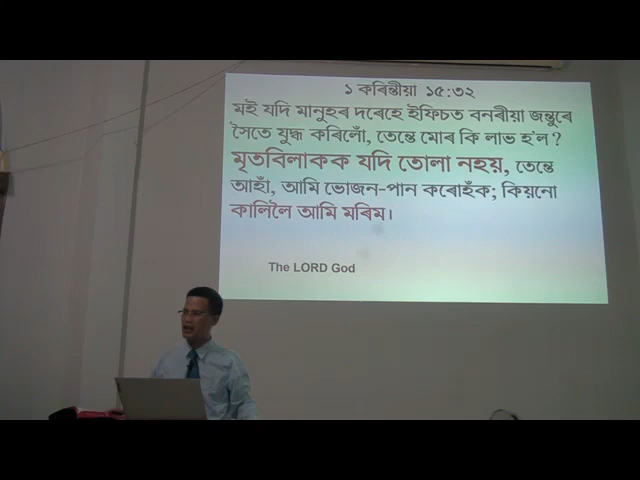 ১ কৰিন্তীয়া ১৫:৩২
মই যদি মানুহৰ দৰেহে ইফিচত বনৰীয়া জন্তুৰে
সৈতে যুদ্ধ কৰিলোঁ, তেন্তে মোৰ কি লাভ হ'ল ?
মৃতবিলাকক যদি তোলা নহয়, তেন্তে
আহাঁ, আমি ভোজন-পান কৰোহঁক; কিয়নো
কালিলৈ আমি মৰিম।
The LORD God